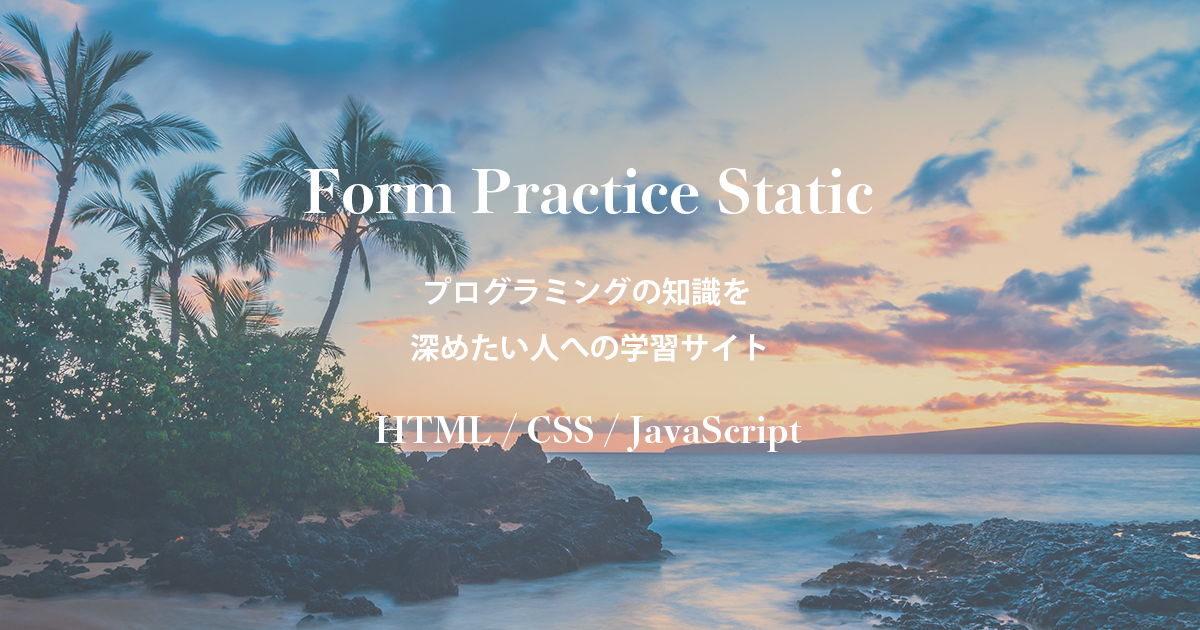 Form Practice Static
プログラミングの知識を
深めたい人への学習サイト
HTML / CSS / JavaScript